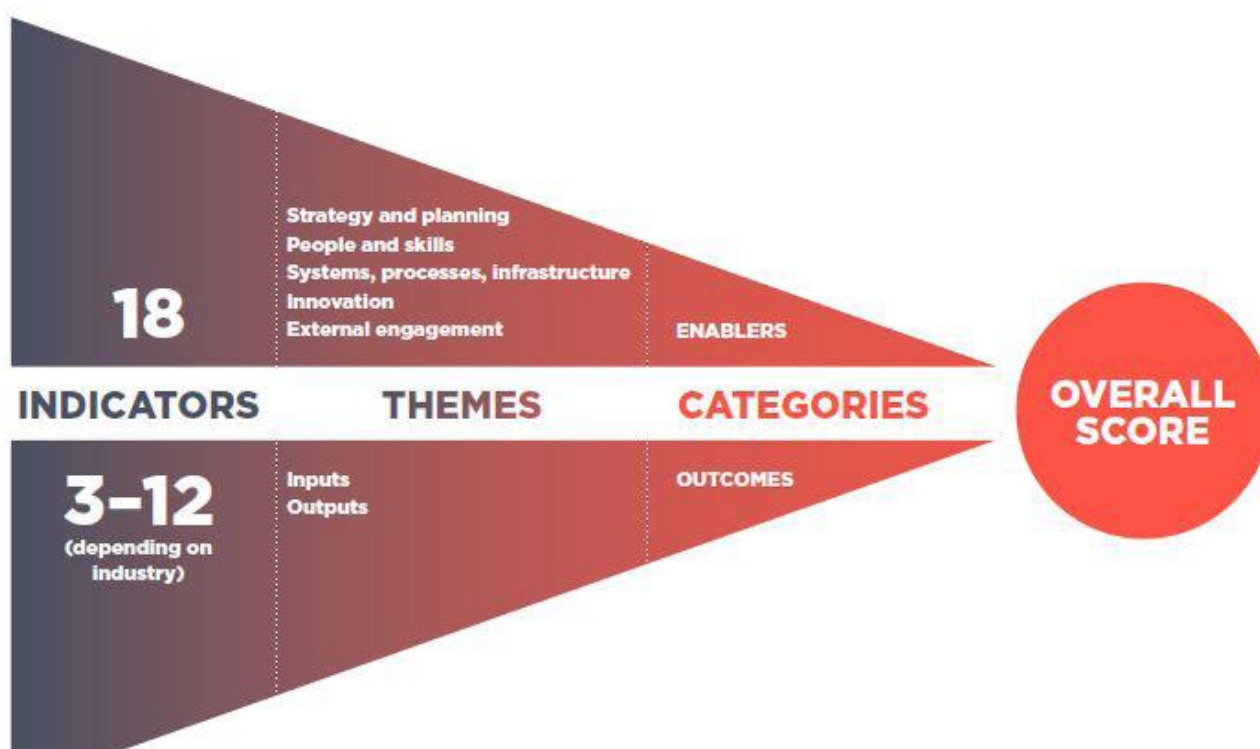 Strategy and planning
People and skills
Systems, processes, infrastructure
Innovation
External engagement
18
ENABLERS
INDICATORS
THEMES
CATEGORIES
OVERALL
SCORE
3–12
(depending on
industry)
Inputs
Outputs
OUTCOMES